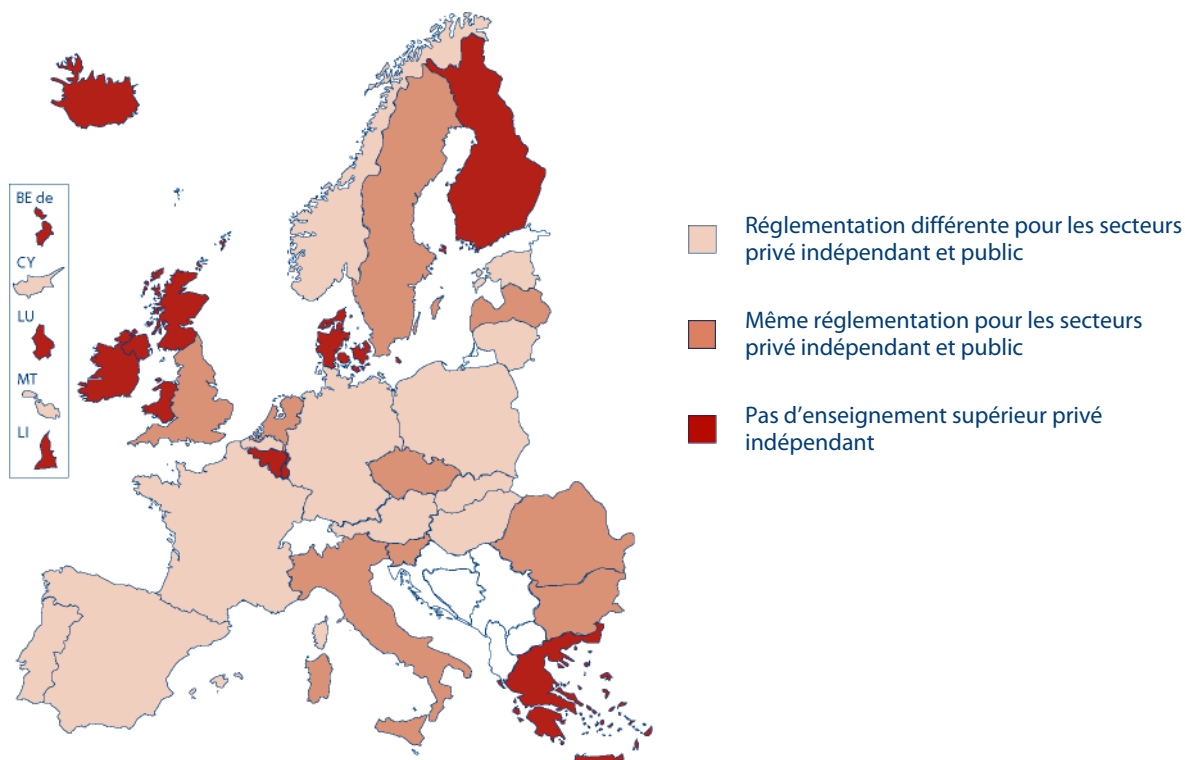 BE de
CY
LU
MT
LI
Réglementation différente pour les secteurs
privé indépendant et public
Même réglementation pour les secteurs
privé indépendant et public
Pas d’enseignement supérieur privé
indépendant